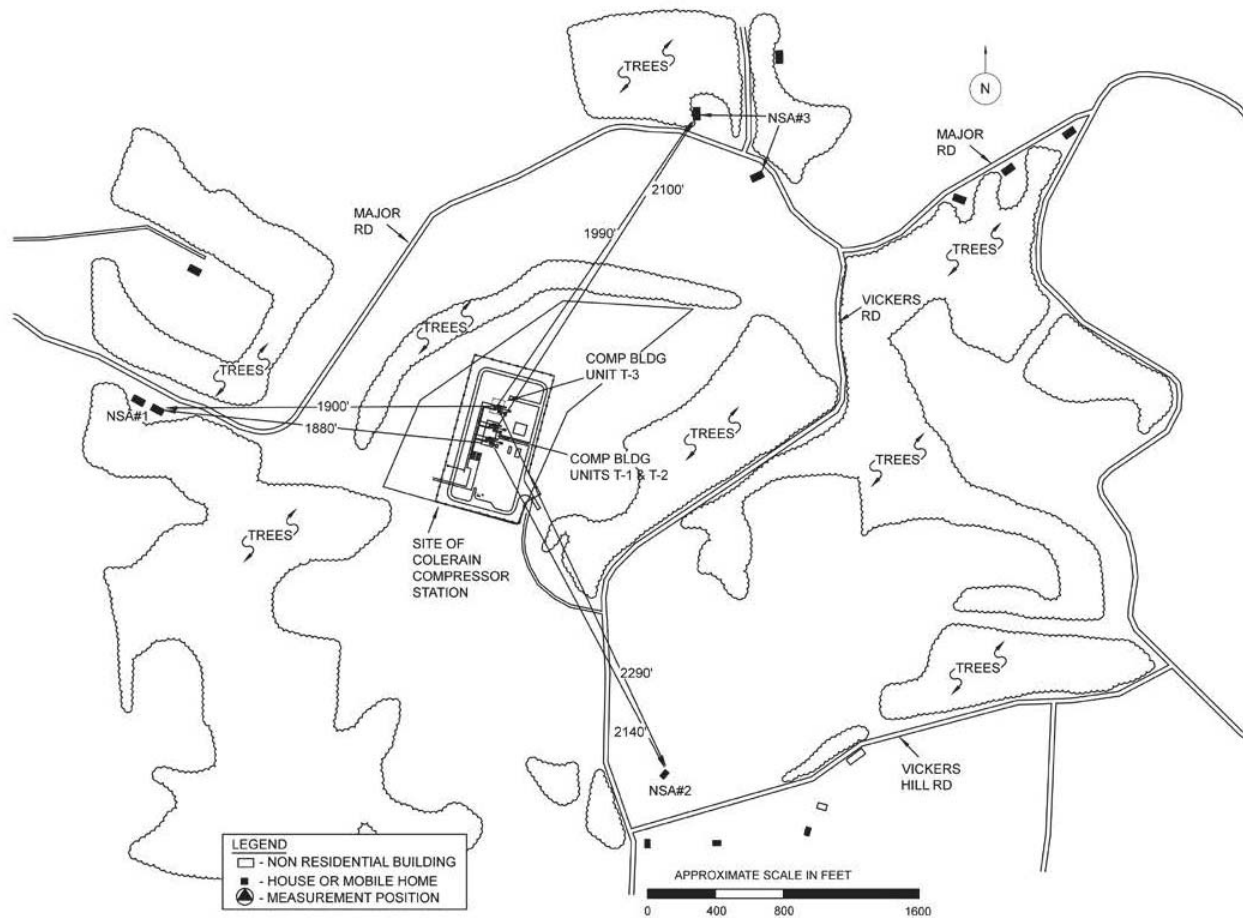 TREES
N
NSA#3
MAJOR
RD
2100'
MAJOR
RD
1990'
TREES
VICKERS
RD
TREES
COMP BLDG
UNIT T-3
TREES
1900'
NSA#1
1880'
TREES
COMP BLDG
UNITS T-1 & T-2
TREES
TREES
SITE OF
COLERAIN
COMPRESSOR
STATION
2290'
TREES
2140'
NSA#2
VICKERS
HILL RD
LEGEND
- NON RESIDENTIAL BUILDING
- HOUSE OR MOBILE HOME
- MEASUREMENT POSITION
APPROXIMATE SCALE IN FEET
0 400 800 1600